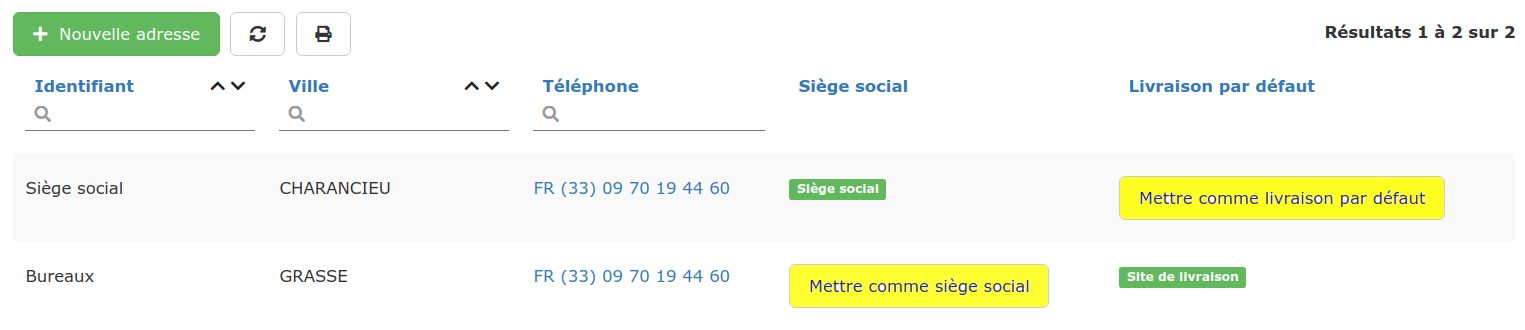 Nouvelle adresse
Résultats 1 à 2 sur 2
Identifiant Ville Téléphone Siège social Livraison par défaut
Siège social CHARANCIEU FR (33) 09 70 19 44 60 Siège social Mettre comme livraison par défaut
Bureaux GRASSE FR (33) 09 70 19 44 60 Mettre comme siège social Site de livraison